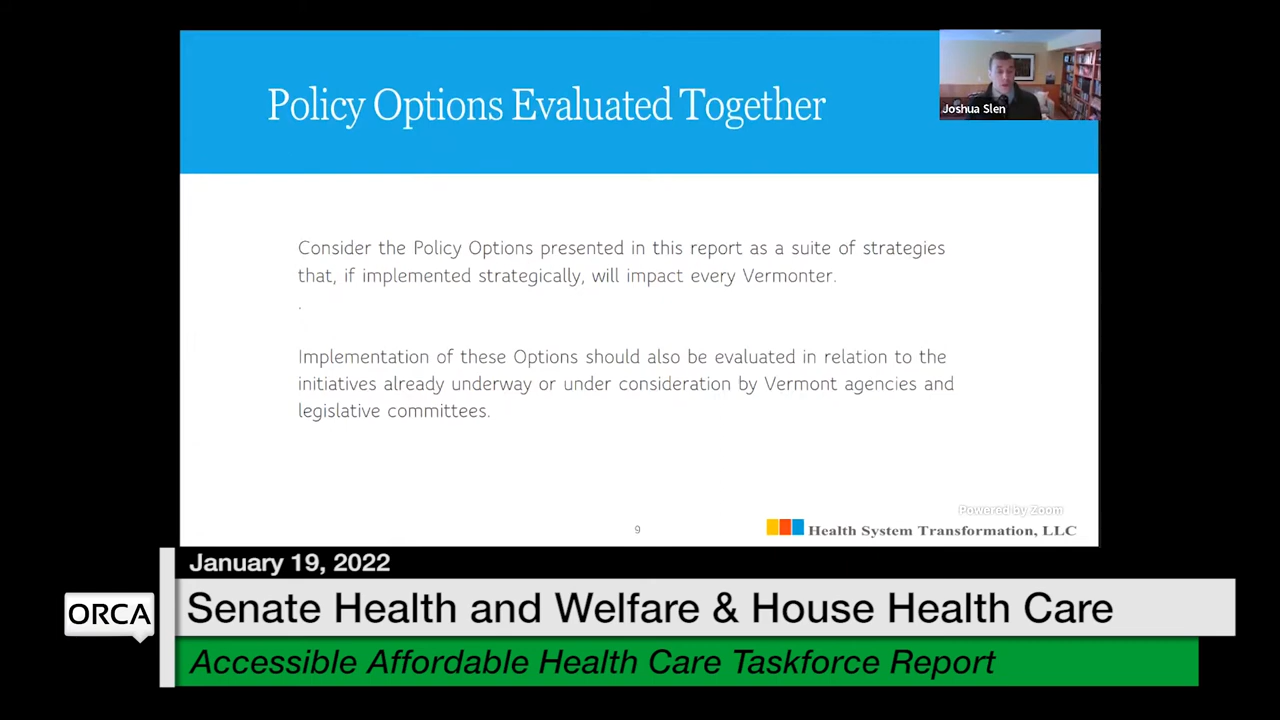 Policy Options Evaluated Together
Joshua Slen
Consider the Policy Options presented in this report as a suite of strategies
that, if implemented strategically, will impact every Vermonter.
.
Implementation of these Options should also be evaluated in relation to the
initiatives already underway or under consideration by Vermont agencies and
legislative committees.
Powered by Zoom
9
Health System Transformation, LLC
January 19, 2022
ORCA
Senate Health and Welfare & House Health Care
Accessible Affordable Health Care Taskforce Report